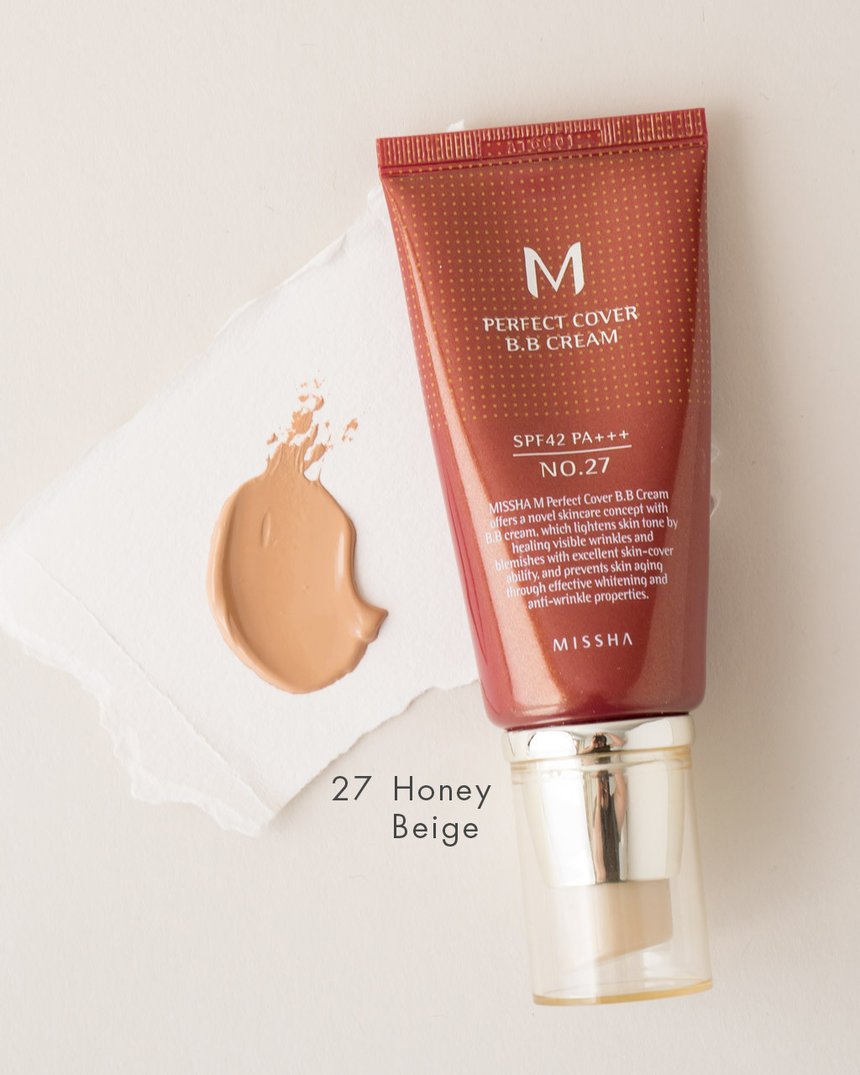 M
PERFECT COVER
B.B CREAM
SPF42 PA+++
NO.27
MISSHA M Perfect Cover B.B Cream
offers a novel skincare concept with
B.B cream, which lightens skin tone by
healing visible wrinkles and
blemishes with excellent skin-cover
ability, and prevents skin aging
through effective whitening and
anti-wrinkle properties.
MISSHA
27 Honey
Beige